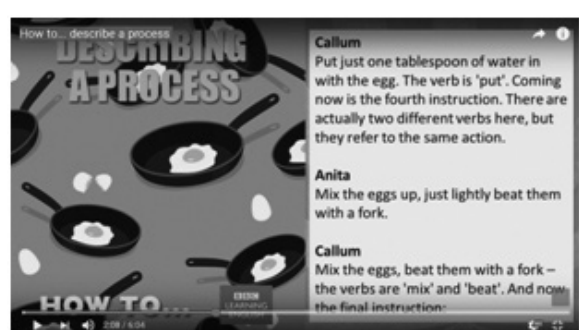 How to... describe a process
DESCRIBING
A PROCESS
HOW TO...
BBC
LEARNING
ENGLISH
2:08 / 6:04
Callum
Put just one tablespoon of water in
with the egg. The verb is 'put'. Coming
now is the fourth instruction. There are
actually two different verbs here, but
they refer to the same action.
Anita
Mix the eggs up, just lightly beat them
with a fork.
Callum
Mix the eggs, beat them with a fork –
the verbs are 'mix' and 'beat'. And now
the final instruction: